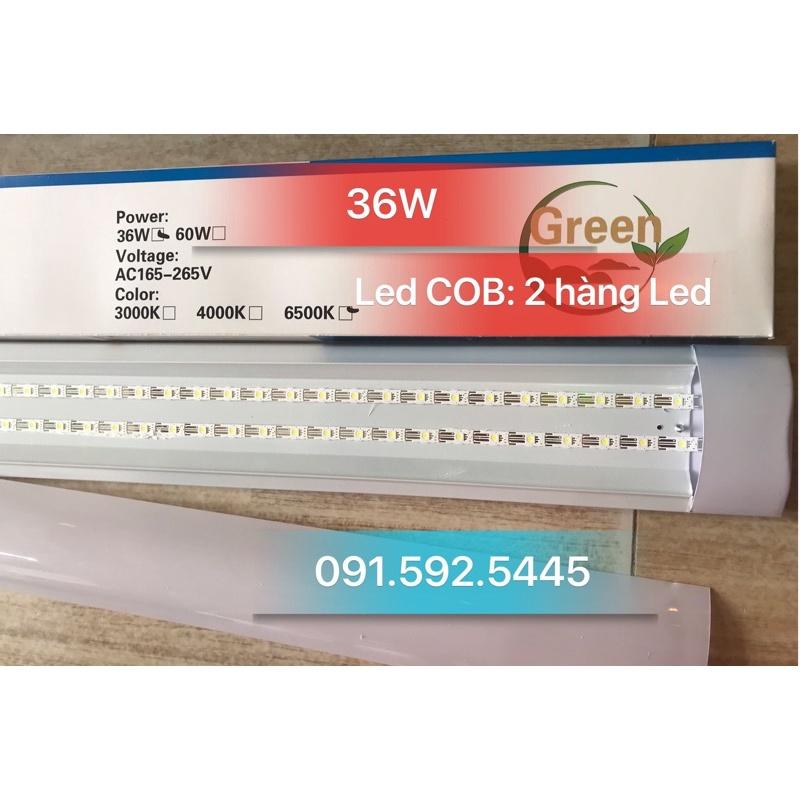 36W
Green
Power:
36W 60W
Voltage:
AC165-265V
Color:
3000K 4000K 6500K
Led COB: 2 hàng Led
091.592.5445